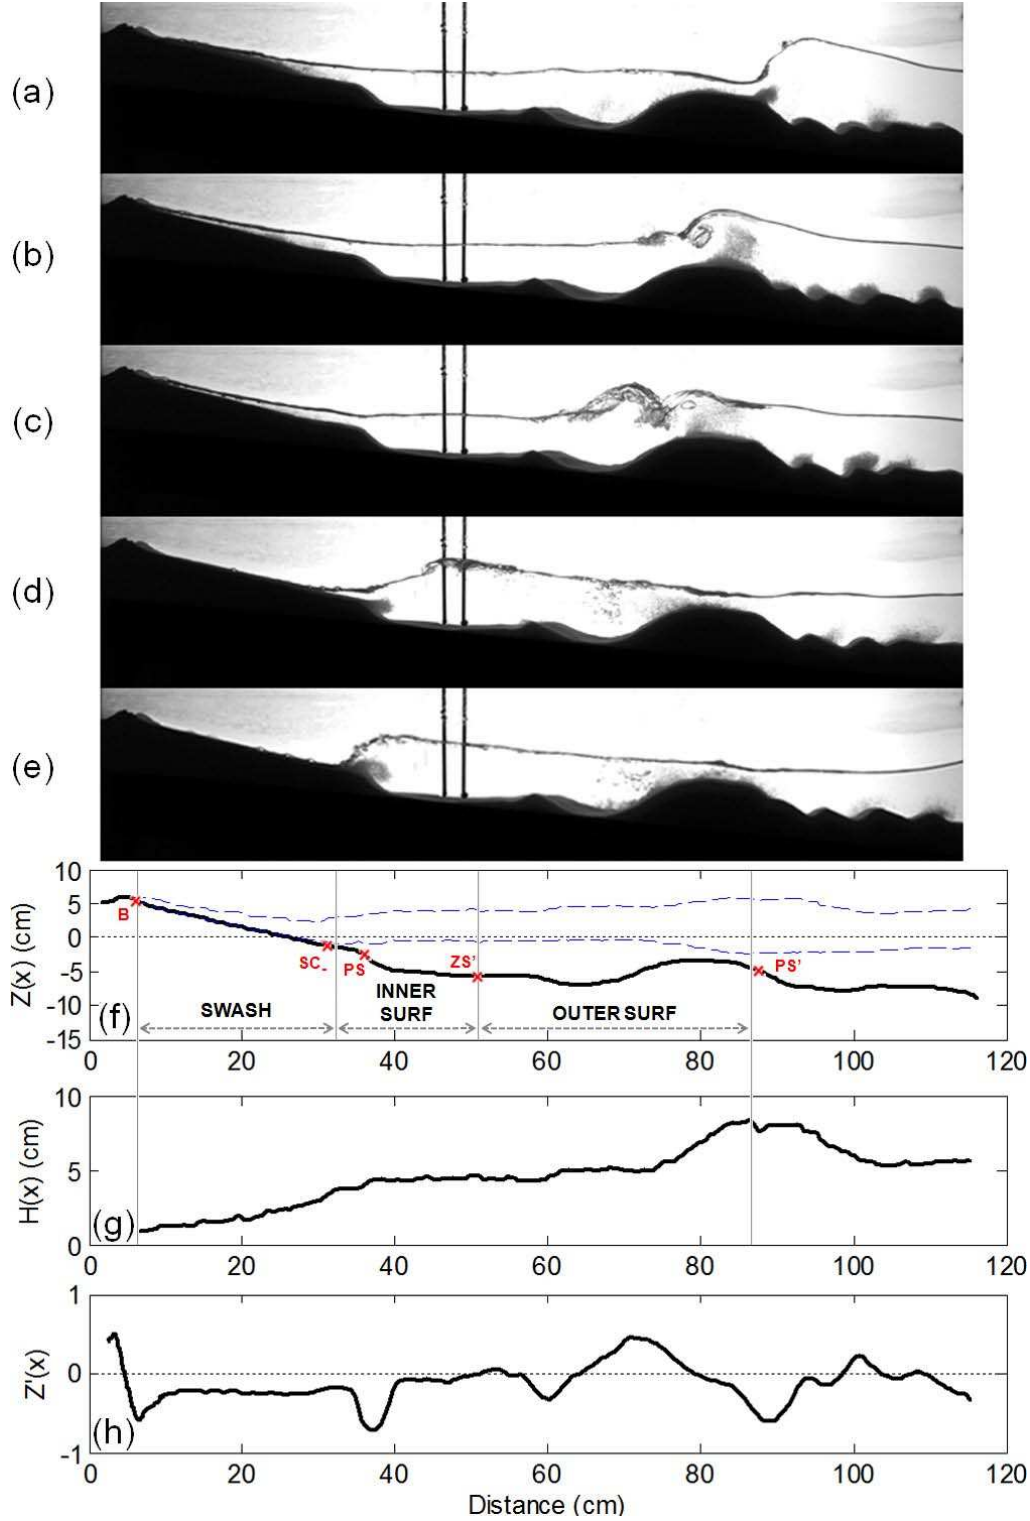 (a)
(b)
(c)
(d)
(e)
10
5
0
-5
-10
-15
Z(x) (cm)
B
SC-
PS
ZS'
PS'
(f)
SWASH
INNER
SURF
OUTER SURF
0 20 40 60 80 100 120
10
5
0
H(x) (cm)
(g)
0 20 40 60 80 100 120
1
0
-1
Z'(x)
(h)
0 20 40 60 80 100 120
Distance (cm)